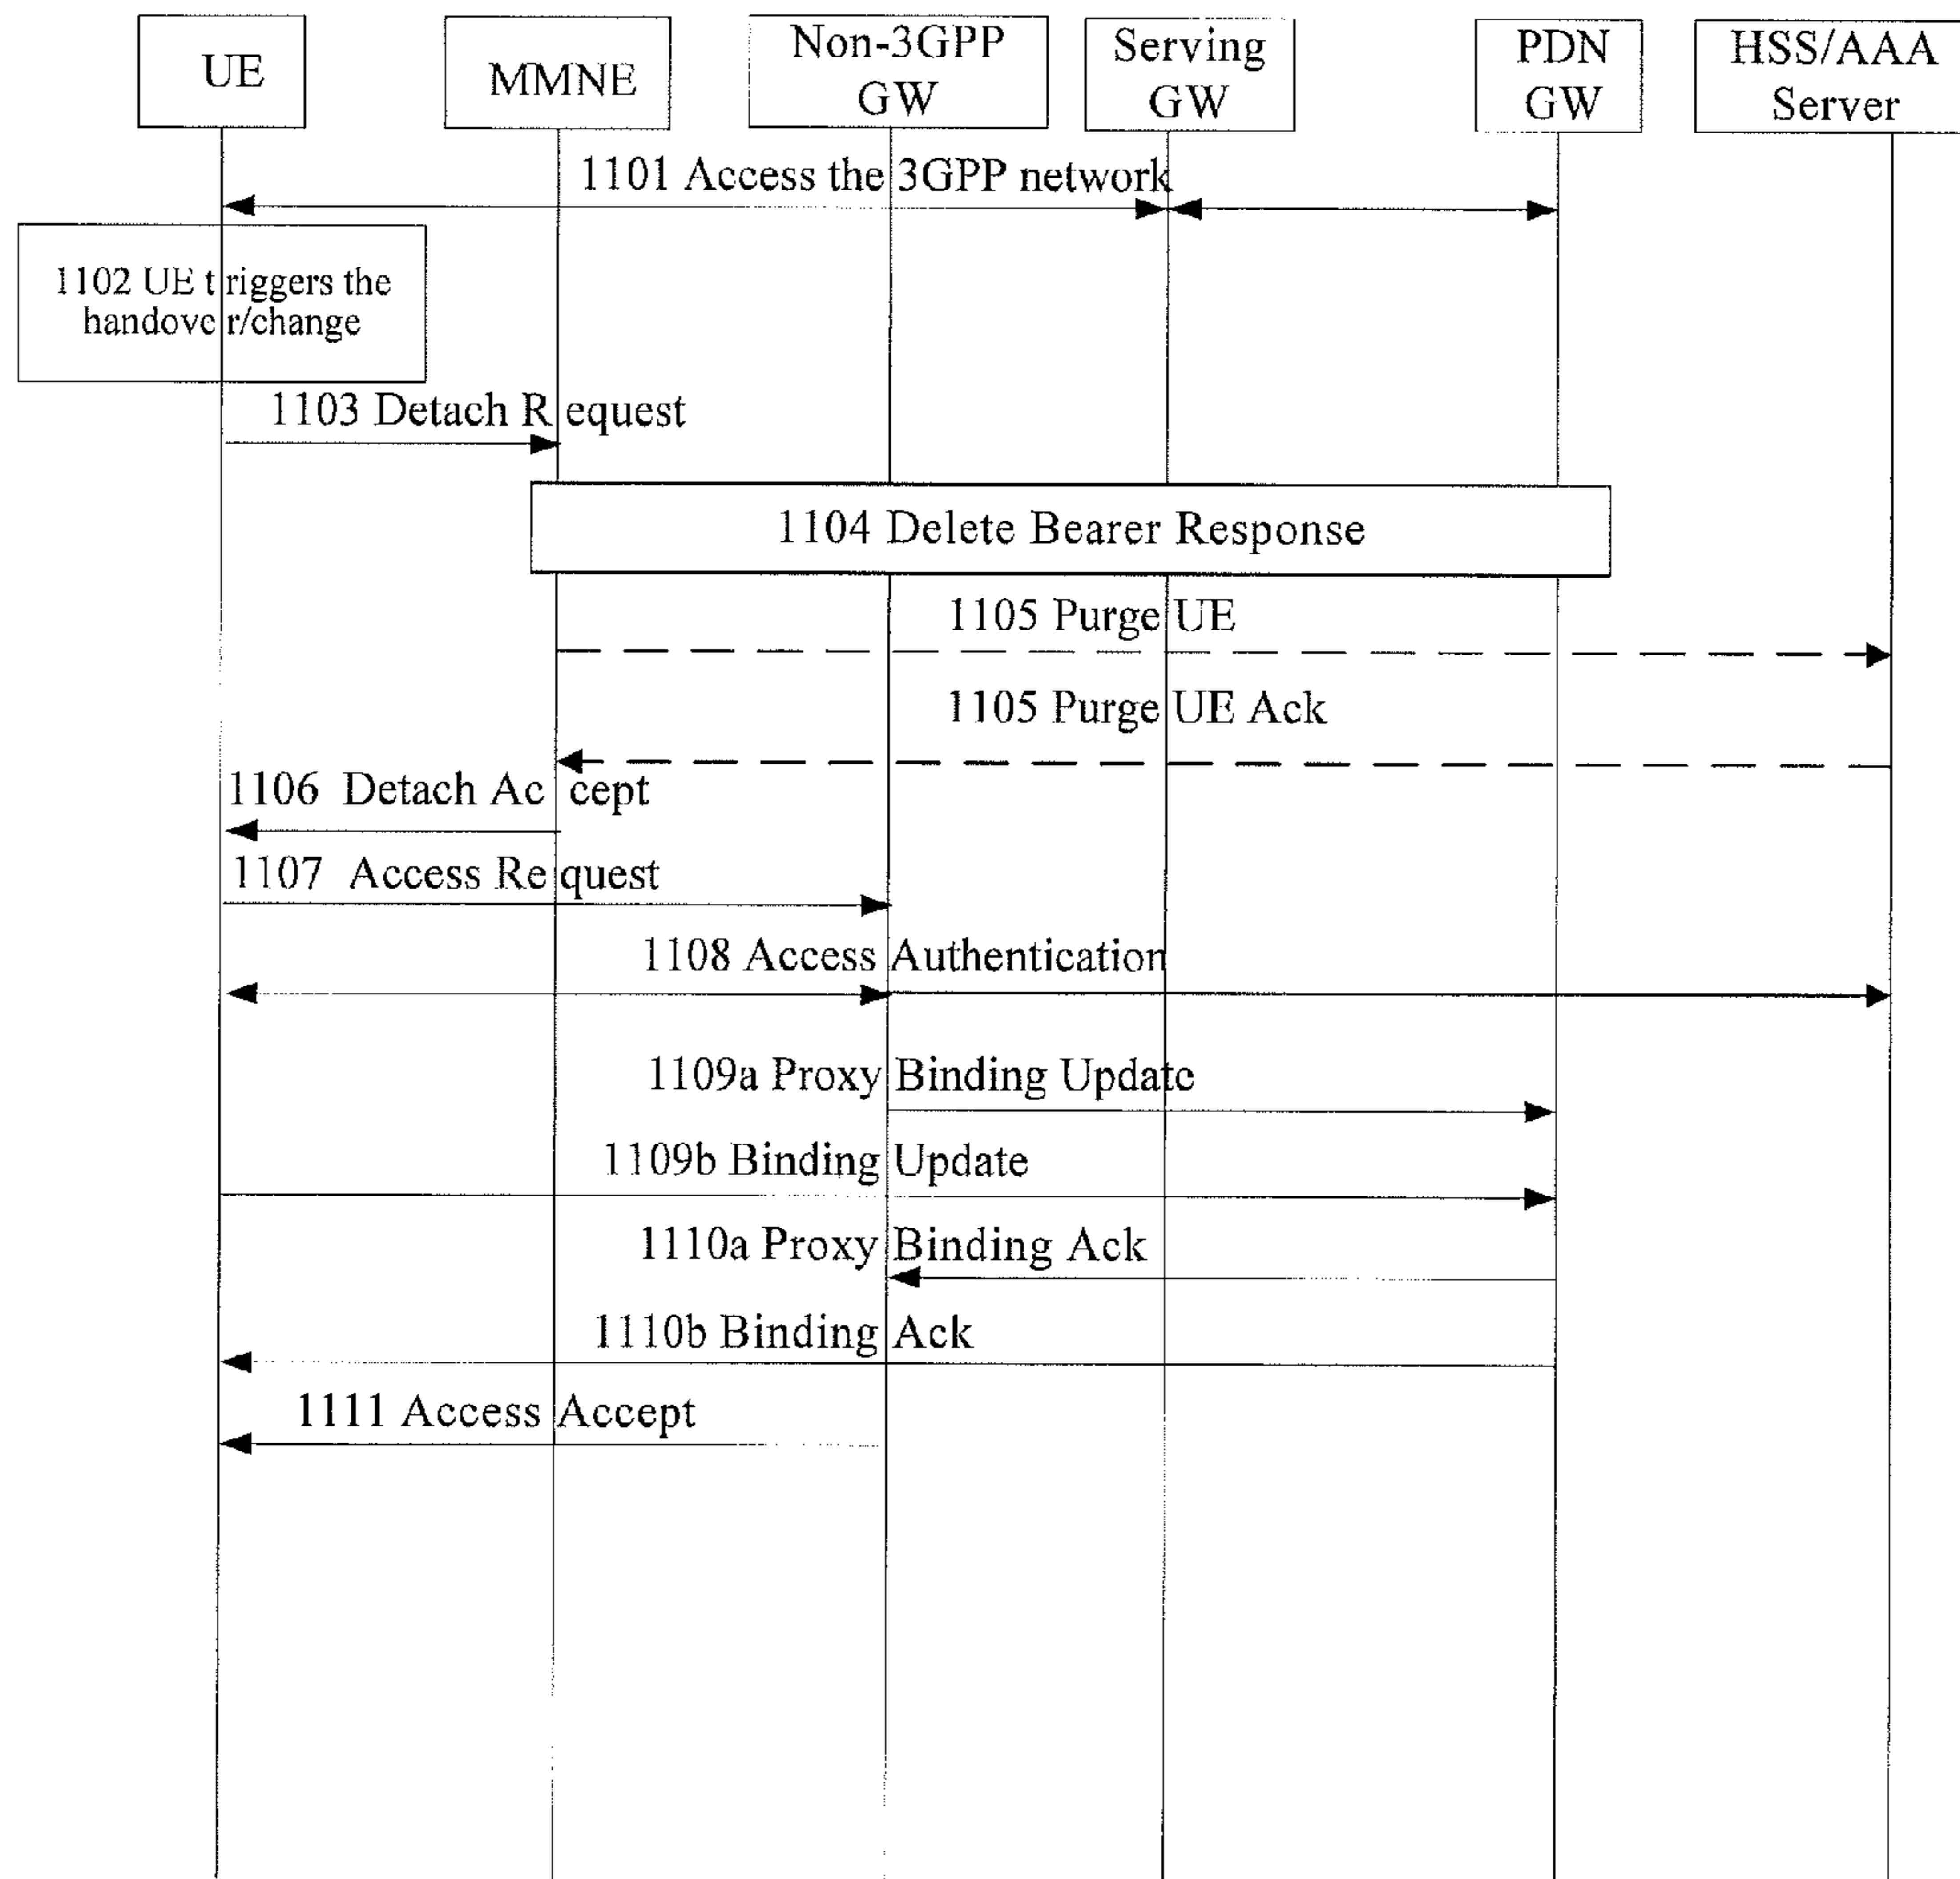 UE
MMNE
Non-3GPP
GW
Serving
GW
PDN
GW
HSS/AAA
Server
1101 Access the 3GPP network
1102 UE triggers the
handover/change
1103 Detach Request
1104 Delete Bearer Response
1105 Purge UE
1105 Purge UE Ack
1106 Detach Accept
1107 Access Request
1108 Access Authentication
1109a Proxy Binding Update
1109b Binding Update
1110a Proxy Binding Ack
1110b Binding Ack
1111 Access Accept